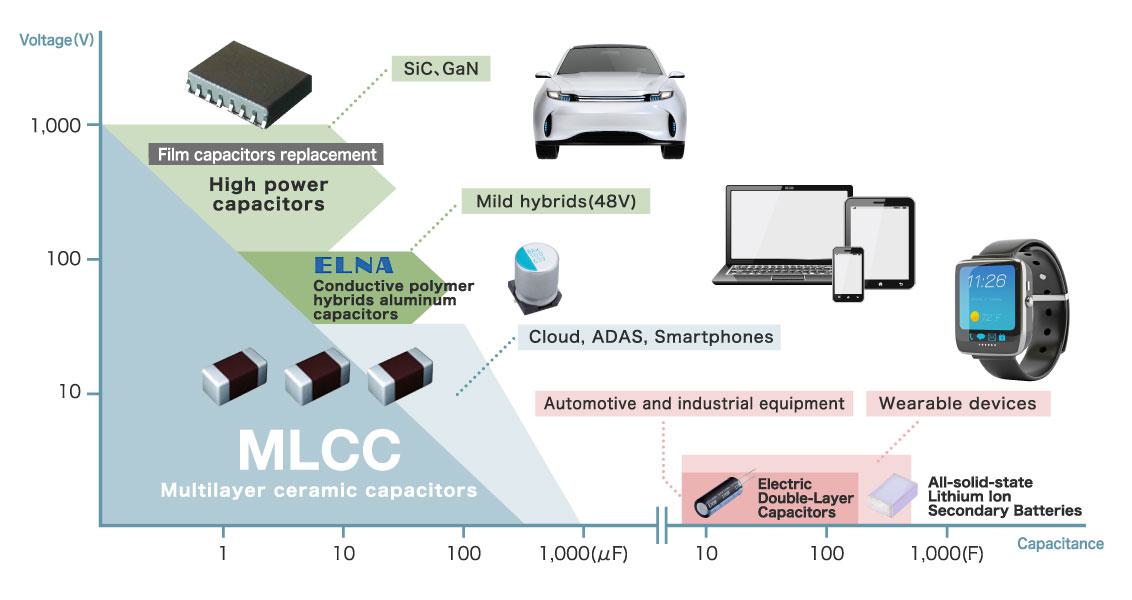 Voltage(V)
SiC、GaN
1,000
Film capacitors replacement
High power
capacitors
Mild hybrids(48V)
100
ELNA
Conductive polymer
hybrids aluminum
capacitors
11:26
72°F
Cloud, ADAS, Smartphones
10
Automotive and industrial equipment
Wearable devices
MLCC
Multilayer ceramic capacitors
Electric
Double-Layer
Capacitors
All-solid-state
Lithium Ion
Secondary Batteries
1
10
100
1,000(μF)
10
100
1,000(F)
Capacitance